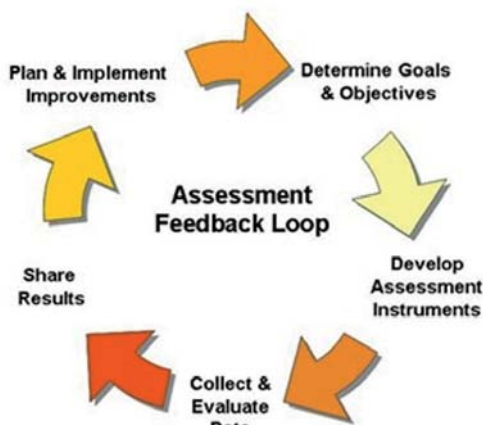 Plan & Implement
Improvements
Determine Goals
& Objectives
Assessment
Feedback Loop
Develop
Assessment
Instruments
Share
Results
Collect &
Evaluate